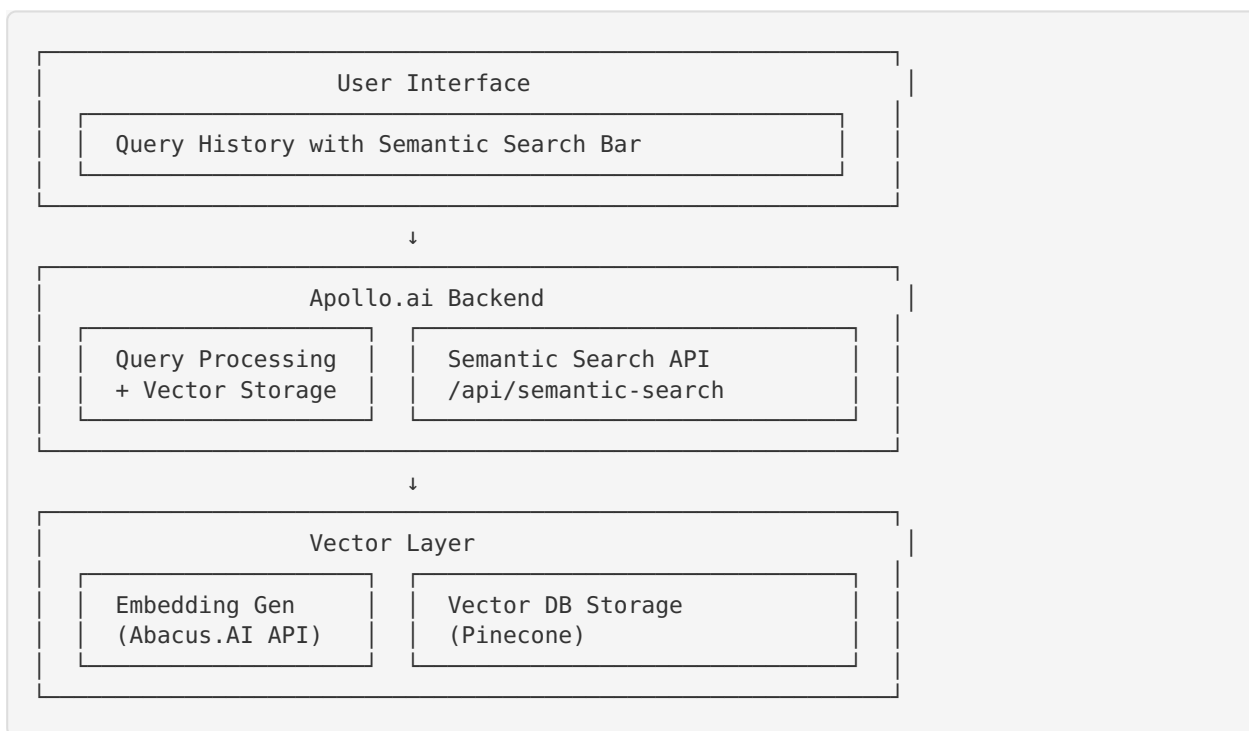 User Interface
Query History with Semantic Search Bar
↓
Apollo.ai Backend
Query Processing
+ Vector Storage
Semantic Search API
/api/semantic-search
↓
Vector Layer
Embedding Gen
(Abacus.AI API)
Vector DB Storage
(Pinecone)